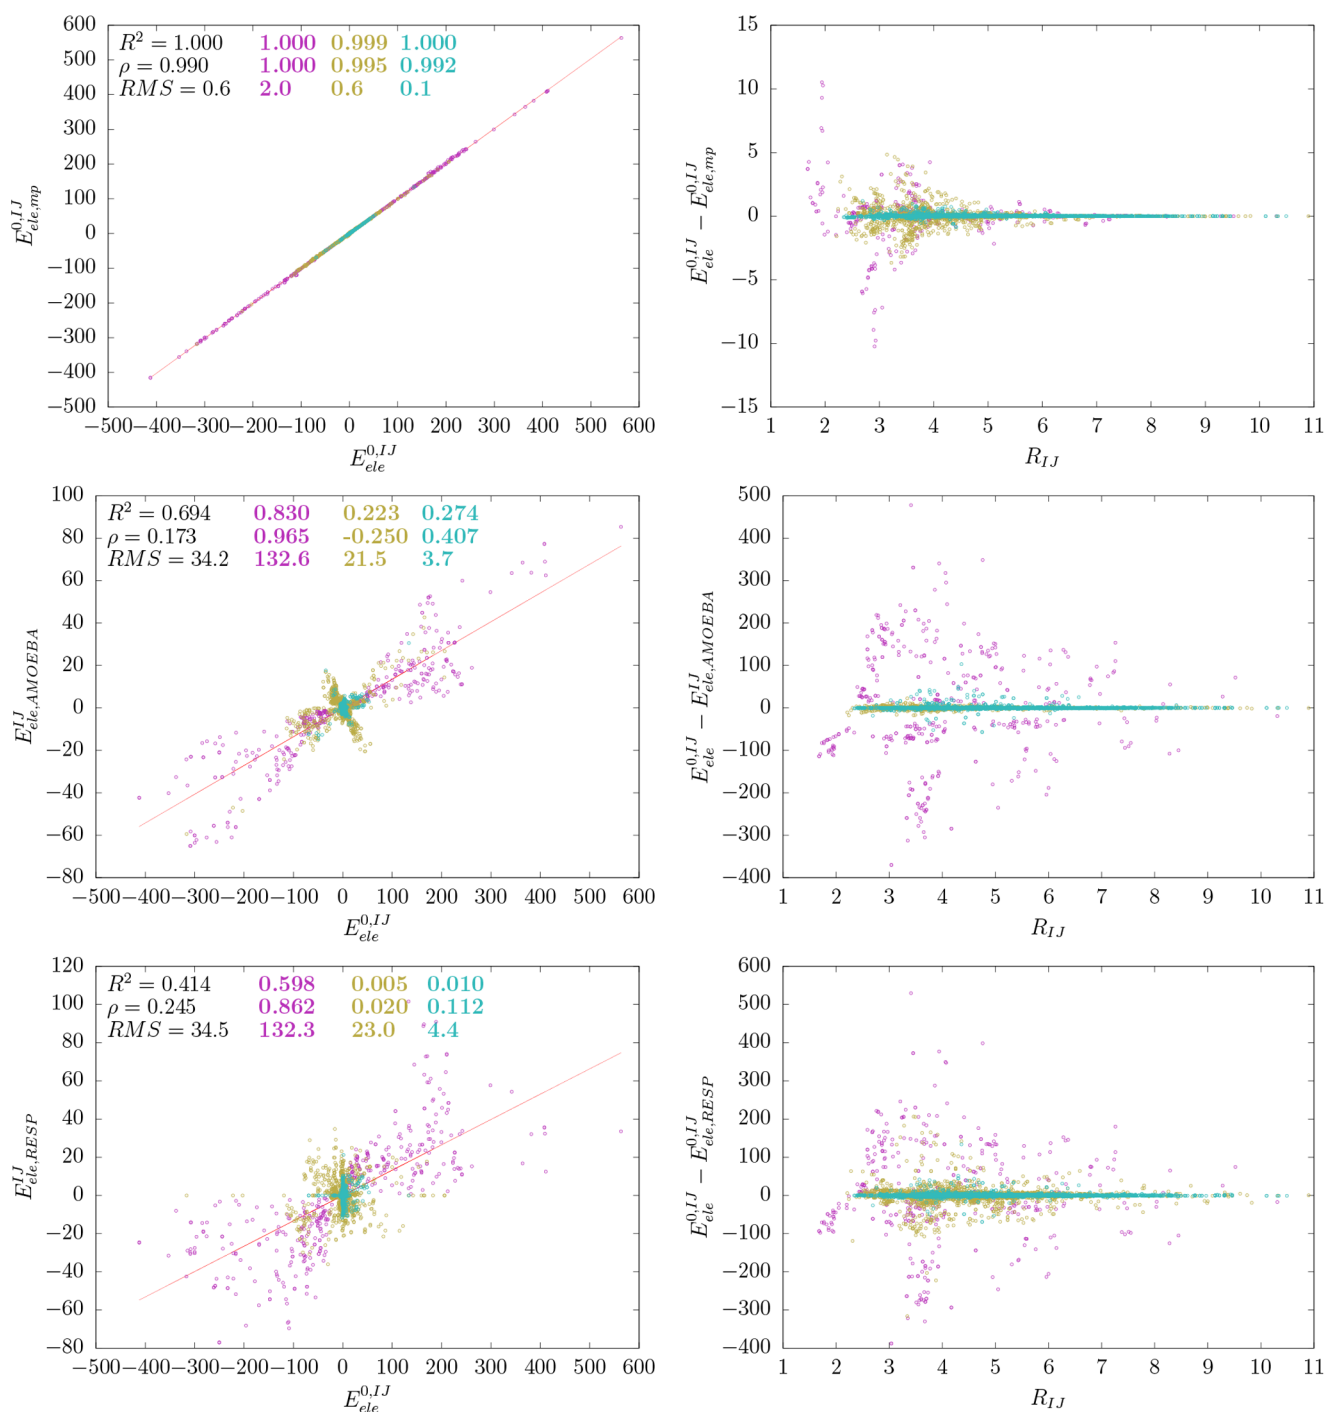 R² = 1.000 1.000 0.999 1.000
ρ = 0.990 1.000 0.995 0.992
RMS = 0.6 2.0 0.6 0.1
600
500
400
300
200
100
0
−100
−200
−300
−400
−500
E^{0,IJ}_{ele,mp}
−500−400−300−200−100 0 100 200 300 400 500 600
E^{0,IJ}_{ele}
15
10
5
0
−5
−10
−15
E^{0,IJ}_{ele} − E^{0,IJ}_{ele,mp}
1 2 3 4 5 6 7 8 9 10 11
R_{IJ}
R² = 0.694 0.830 0.223 0.274
ρ = 0.173 0.965 -0.250 0.407
RMS = 34.2 132.6 21.5 3.7
100
80
60
40
20
0
−20
−40
−60
−80
E^{IJ}_{ele,AMOEBA}
−500−400−300−200−100 0 100 200 300 400 500 600
E^{0,IJ}_{ele}
500
400
300
200
100
0
−100
−200
−300
−400
E^{0,IJ}_{ele} − E^{IJ}_{ele,AMOEBA}
1 2 3 4 5 6 7 8 9 10 11
R_{IJ}
R² = 0.414 0.598 0.005 0.010
ρ = 0.245 0.862 0.020 0.112
RMS = 34.5 132.3 23.0 4.4
120
100
80
60
40
20
0
−20
−40
−60
−80
E^{IJ}_{ele,RESP}
−500−400−300−200−100 0 100 200 300 400 500 600
E^{0,IJ}_{ele}
600
500
400
300
200
100
0
−100
−200
−300
−400
E^{0,IJ}_{ele} − E^{0,IJ}_{ele,RESP}
1 2 3 4 5 6 7 8 9 10 11
R_{IJ}